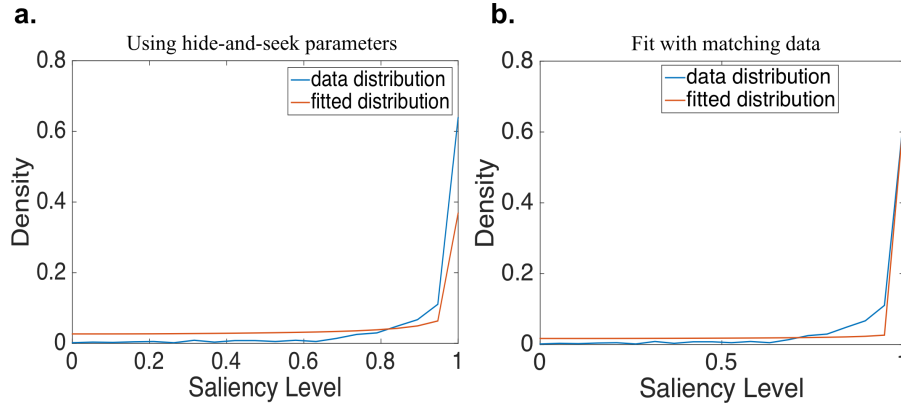 a.
Using hide-and-seek parameters
data distribution
fitted distribution
Density
0.8
0.6
0.4
0.2
0
0 0.2 0.4 0.6 0.8 1
Saliency Level
b.
Fit with matching data
data distribution
fitted distribution
Density
0.8
0.6
0.4
0.2
0
0 0.5 1
Saliency Level